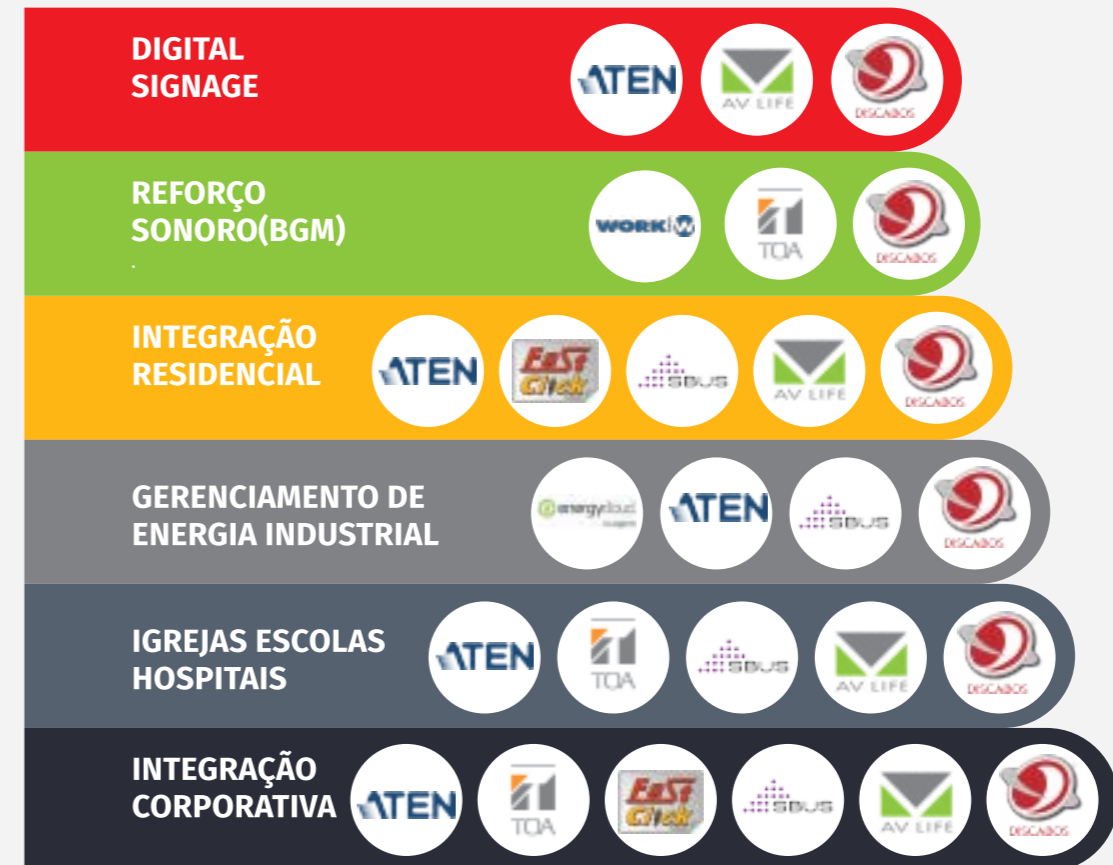 DIGITAL
SIGNAGE
ATEN
AV LIFE
DISCABOS
REFORÇO
SONORO(BGM)
.
WORK
TOA
DISCABOS
INTEGRAÇÃO
RESIDENCIAL
ATEN
EaSt
Click
SBUS
AV LIFE
DISCABOS
GERENCIAMENTO DE
ENERGIA INDUSTRIAL
energycloud
ATEN
SBUS
DISCABOS
IGREJAS ESCOLAS
HOSPITAIS
ATEN
TOA
SBUS
AV LIFE
DISCABOS
INTEGRAÇÃO
CORPORATIVA
ATEN
TOA
EaSt
Click
SBUS
AV LIFE
DISCABOS